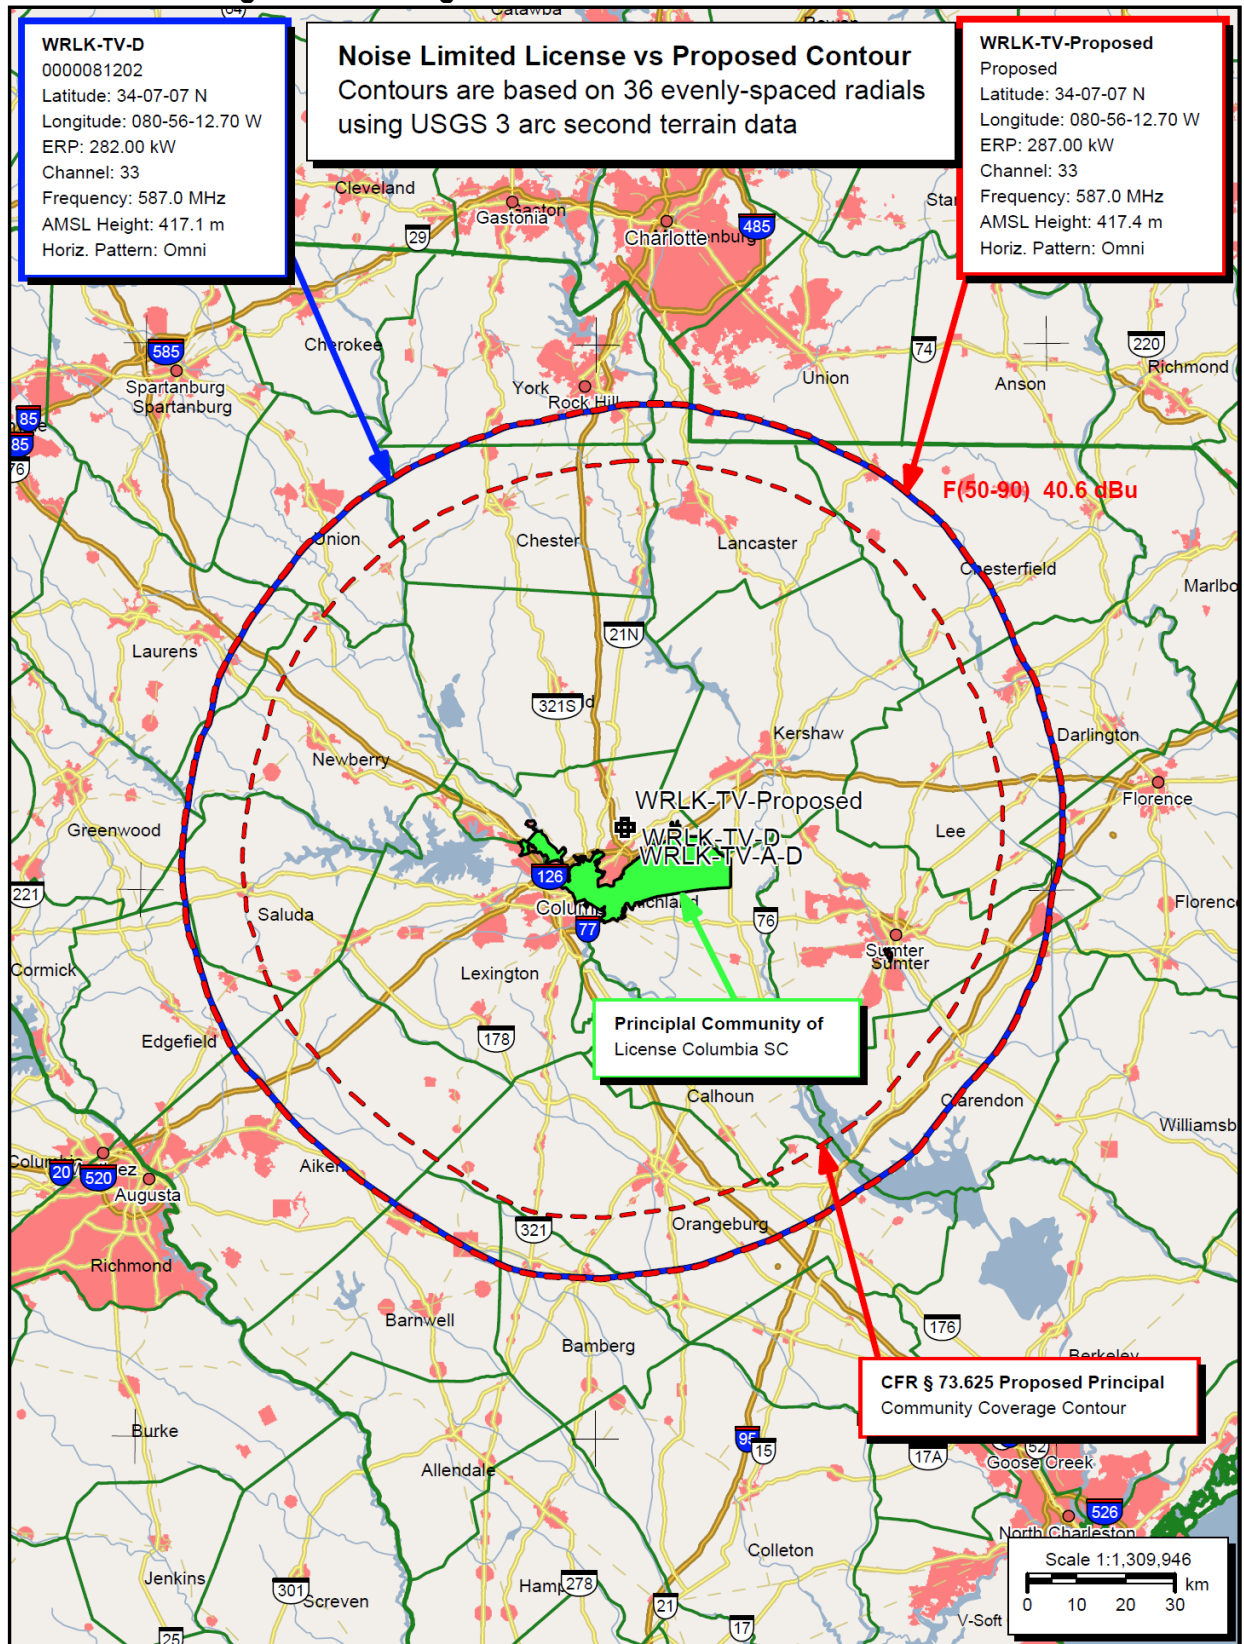 WRLK-TV-D
0000081202
Latitude: 34-07-07 N
Longitude: 080-56-12.70 W
ERP: 282.00 kW
Channel: 33
Frequency: 587.0 MHz
AMSL Height: 417.1 m
Horiz. Pattern: Omni
Noise Limited License vs Proposed Contour
Contours are based on 36 evenly-spaced radials
using USGS 3 arc second terrain data
WRLK-TV-Proposed
Proposed
Latitude: 34-07-07 N
Longitude: 080-56-12.70 W
ERP: 287.00 kW
Channel: 33
Frequency: 587.0 MHz
AMSL Height: 417.4 m
Horiz. Pattern: Omni
Catawba
Cleveland
Gastonia
29
Charlotte
485
Cherokee
585
Spartanburg
Spartanburg
York
Rock Hill
Union
74
Anson
220
Richmond
85
85
76
F(50-90) 40.6 dBu
Union
Chester
Lancaster
Chesterfield
Marlbo
Laurens
21N
321S
Newberry
Kershaw
Darlington
WRLK-TV-Proposed
Florence
Greenwood
WRLK-TV-D
WRLK-TV-A-D
Lee
126
221
Saluda
77
76
Florenc
Sumter
Sumter
Cormick
Lexington
Principlal Community of
License Columbia SC
Edgefield
178
Calhoun
Clarendon
Williamsb
20
520
Augusta
Aiken
321
Orangeburg
Richmond
Barnwell
176
Bamberg
Berkeley
CFR § 73.625 Proposed Principal
Community Coverage Contour
Burke
95
15
17A
52
Goose Creek
Allendale
526
North Charleston
Colleton
Scale 1:1,309,946
km
0 10 20 30
Jenkins
301
Screven
278
21
V-Soft
17
25